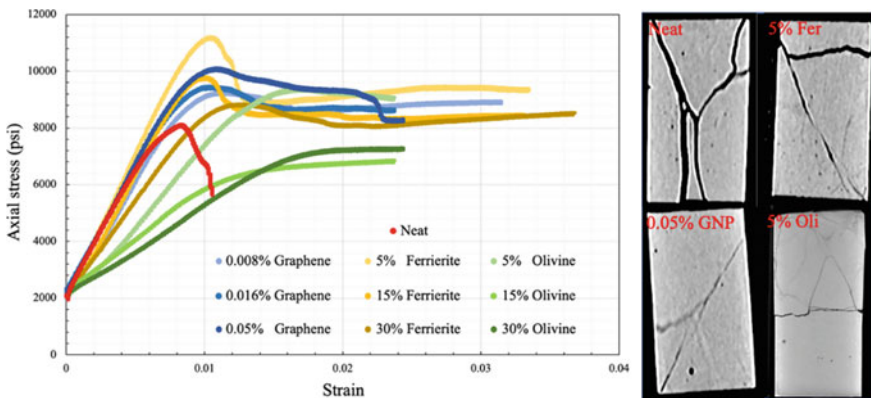 12000
10000
8000
6000
4000
2000
0
Axial stress (psi)
0
0.01
0.02
0.03
0.04
Strain
Neat
0.008% Graphene
5% Ferrierite
5% Olivine
0.016% Graphene
15% Ferrierite
15% Olivine
0.05% Graphene
30% Ferrierite
30% Olivine
Neat
5% Fer
0.05% GNP
5% Oli